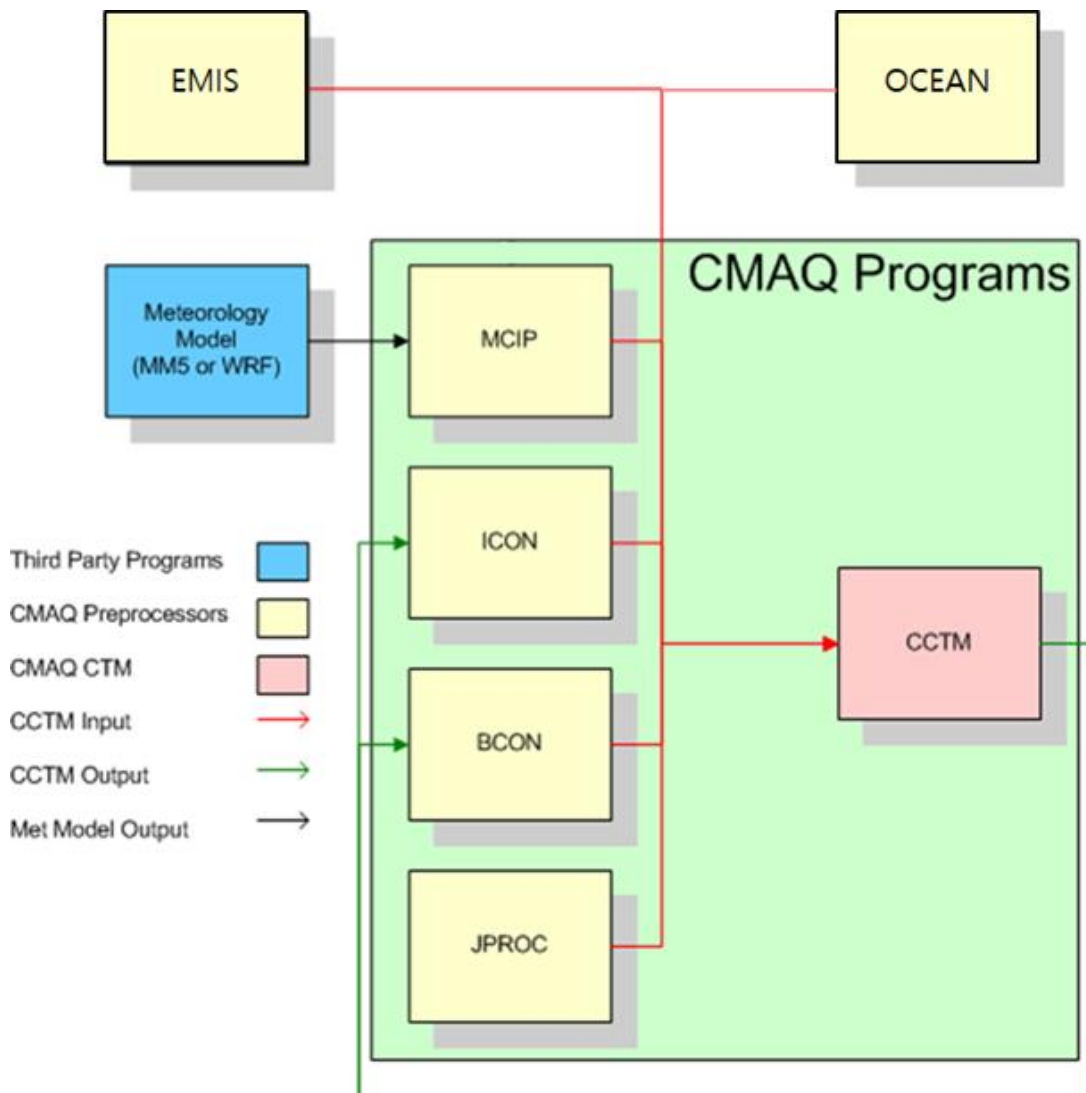 EMIS
OCEAN
CMAQ Programs
Meteorology
Model
(MM5 or WRF)
MCIP
ICON
Third Party Programs
CMAQ Preprocessors
CMAQ CTM
CCTM Input
CCTM Output
Met Model Output
CCTM
BCON
JPROC